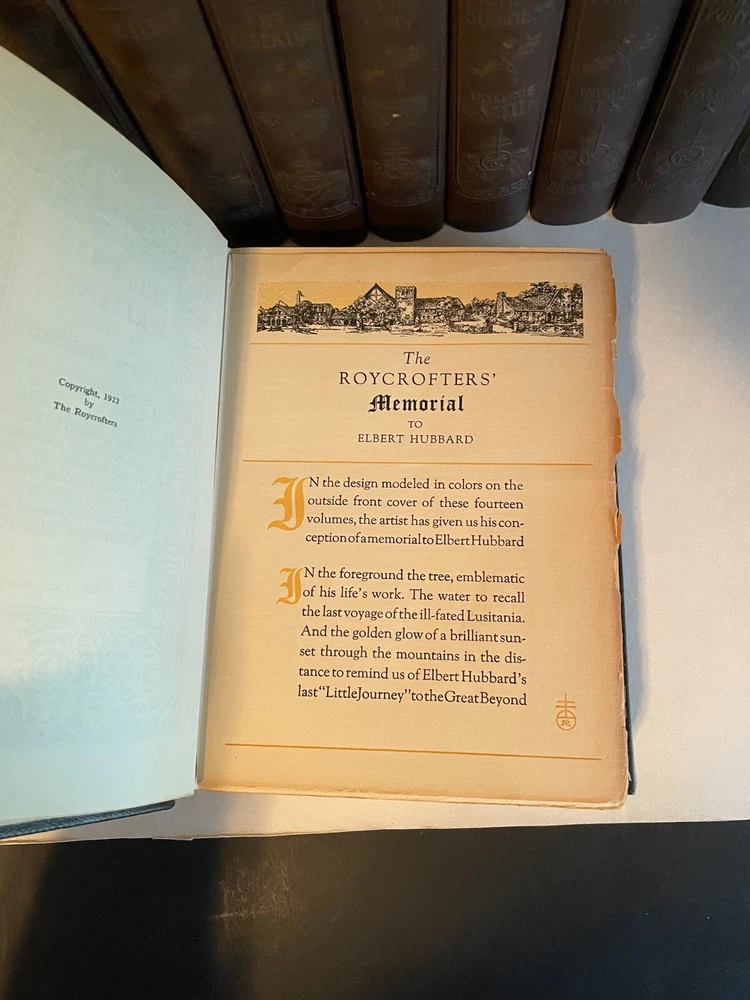 VOLUME
VIII
VOLUME
Copyright, 1922
by
The Roycrofters
The
ROYCROFTERS'
Memorial
TO
ELBERT HUBBARD
IN the design modeled in colors on the
outside front cover of these fourteen
volumes, the artist has given us his con-
ception of a memorial to Elbert Hubbard
IN the foreground the tree, emblematic
of his life's work. The water to recall
the last voyage of the ill-fated Lusitania.
And the golden glow of a brilliant sun-
set through the mountains in the dis-
tance to remind us of Elbert Hubbard's
last "Little Journey" to the Great Beyond
R